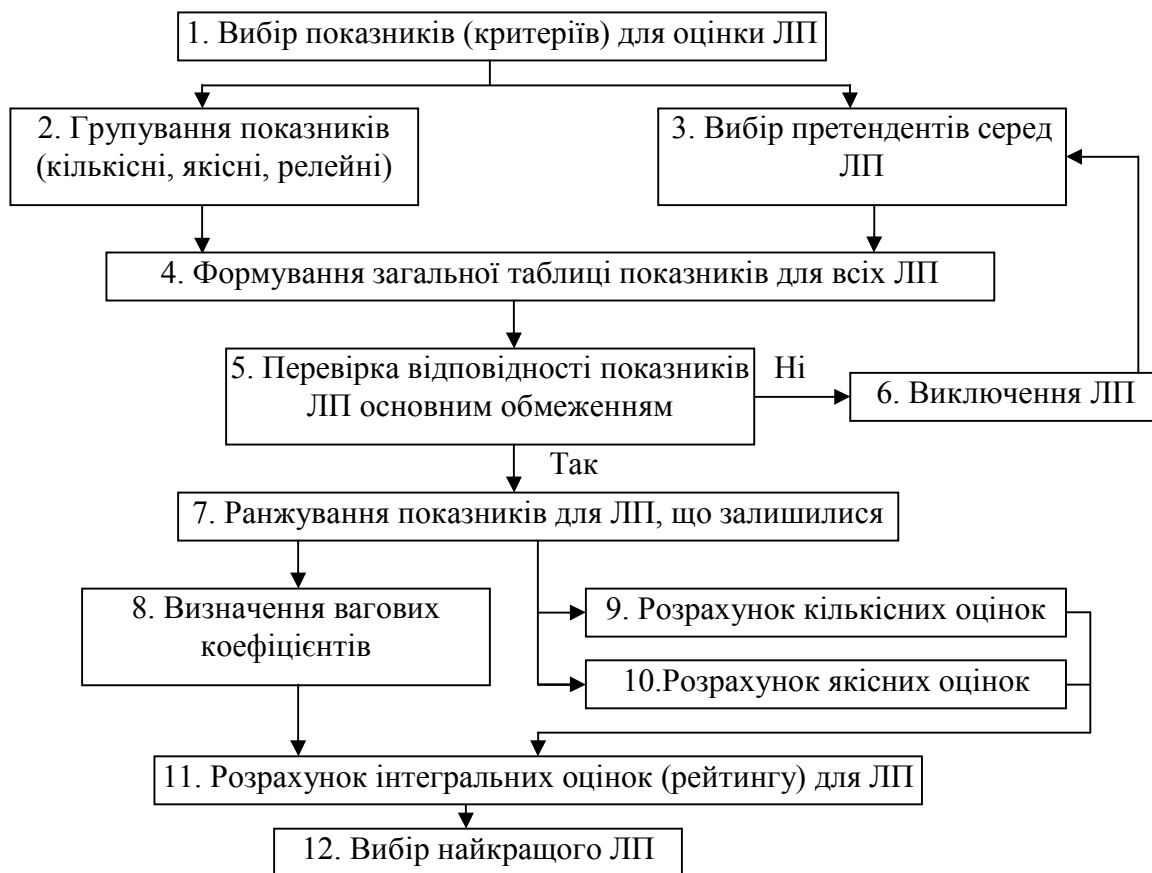 1. Вибір показників (критеріїв) для оцінки ЛП
2. Групування показників
(кількісні, якісні, релейні)
3. Вибір претендентів серед
ЛП
4. Формування загальної таблиці показників для всіх ЛП
5. Перевірка відповідності показників
ЛП основним обмеженням
Ні
6. Виключення ЛП
Так
7. Ранжування показників для ЛП, що залишилися
8. Визначення вагових
коефіцієнтів
9. Розрахунок кількісних оцінок
10.Розрахунок якісних оцінок
11. Розрахунок інтегральних оцінок (рейтингу) для ЛП
12. Вибір найкращого ЛП